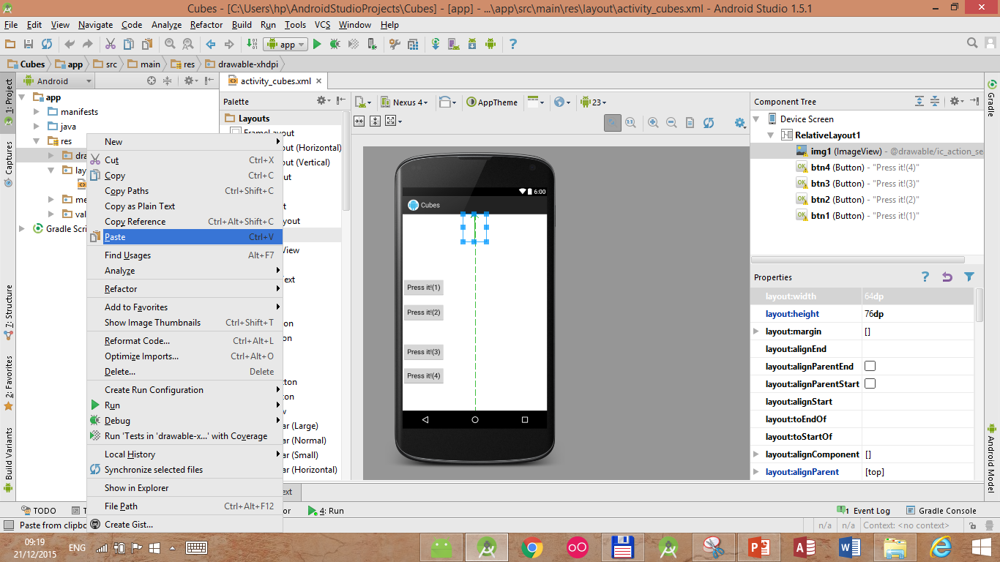 Cubes - [C:\Users\hp\AndroidStudioProjects\Cubes] - [app] - ...\app\src\main\res\layout\activity_cubes.xml - Android Studio 1.5.1
File Edit View Navigate Code Analyze Refactor Build Run Tools VCS Window Help
app
Cubes app src main res drawable-xhdpi
Android
activity_cubes.xml
1: Project
Captures
7: Structure
2: Favorites
Build Variants
app
manifests
java
res
dra
lay
me
val
Gradle Scri
New
Cut Ctrl+X
Copy Ctrl+C
Copy Paths Ctrl+Shift+C
Copy as Plain Text
Copy Reference Ctrl+Alt+Shift+C
Paste Ctrl+V
Find Usages Alt+F7
Analyze
Refactor
Add to Favorites
Show Image Thumbnails Ctrl+Shift+T
Reformat Code... Ctrl+Alt+L
Optimize Imports... Ctrl+Alt+O
Delete... Delete
Create Run Configuration
Run
Debug
Run 'Tests in 'drawable-x...' with Coverage
Local History
Synchronize selected files
Show in Explorer
File Path Ctrl+Alt+F12
Create Gist...
Palette
Layouts
FrameLayout
out (Horizontal)
out (Vertical)
out
yout
View
Text
on
ton
tton
on
ar (Large)
ar (Normal)
ar (Small)
ar (Horizontal)
ext
Nexus 4
AppTheme
23
6:00
Cubes
Press it!(1)
Press it!(2)
Press it!(3)
Press it!(4)
Component Tree
Device Screen
RelativeLayout1
img1 (ImageView) - @drawable/ic_action_se
btn4 (Button) - "Press it!(4)"
btn3 (Button) - "Press it!(3)"
btn2 (Button) - "Press it!(2)"
btn1 (Button) - "Press it!(1)"
Properties
layout:width 64dp
layout:height 76dp
layout:margin []
layout:alignEnd
layout:alignParentEnd
layout:alignParentStart
layout:alignStart
layout:toEndOf
layout:toStartOf
layout:alignComponent []
layout:alignParent [top]
Gradle
Android Model
TODO
or
4: Run
1 Event Log
Gradle Console
Paste from clipbo
n/a n/a Context: <no context>
09:19
21/12/2015
ENG